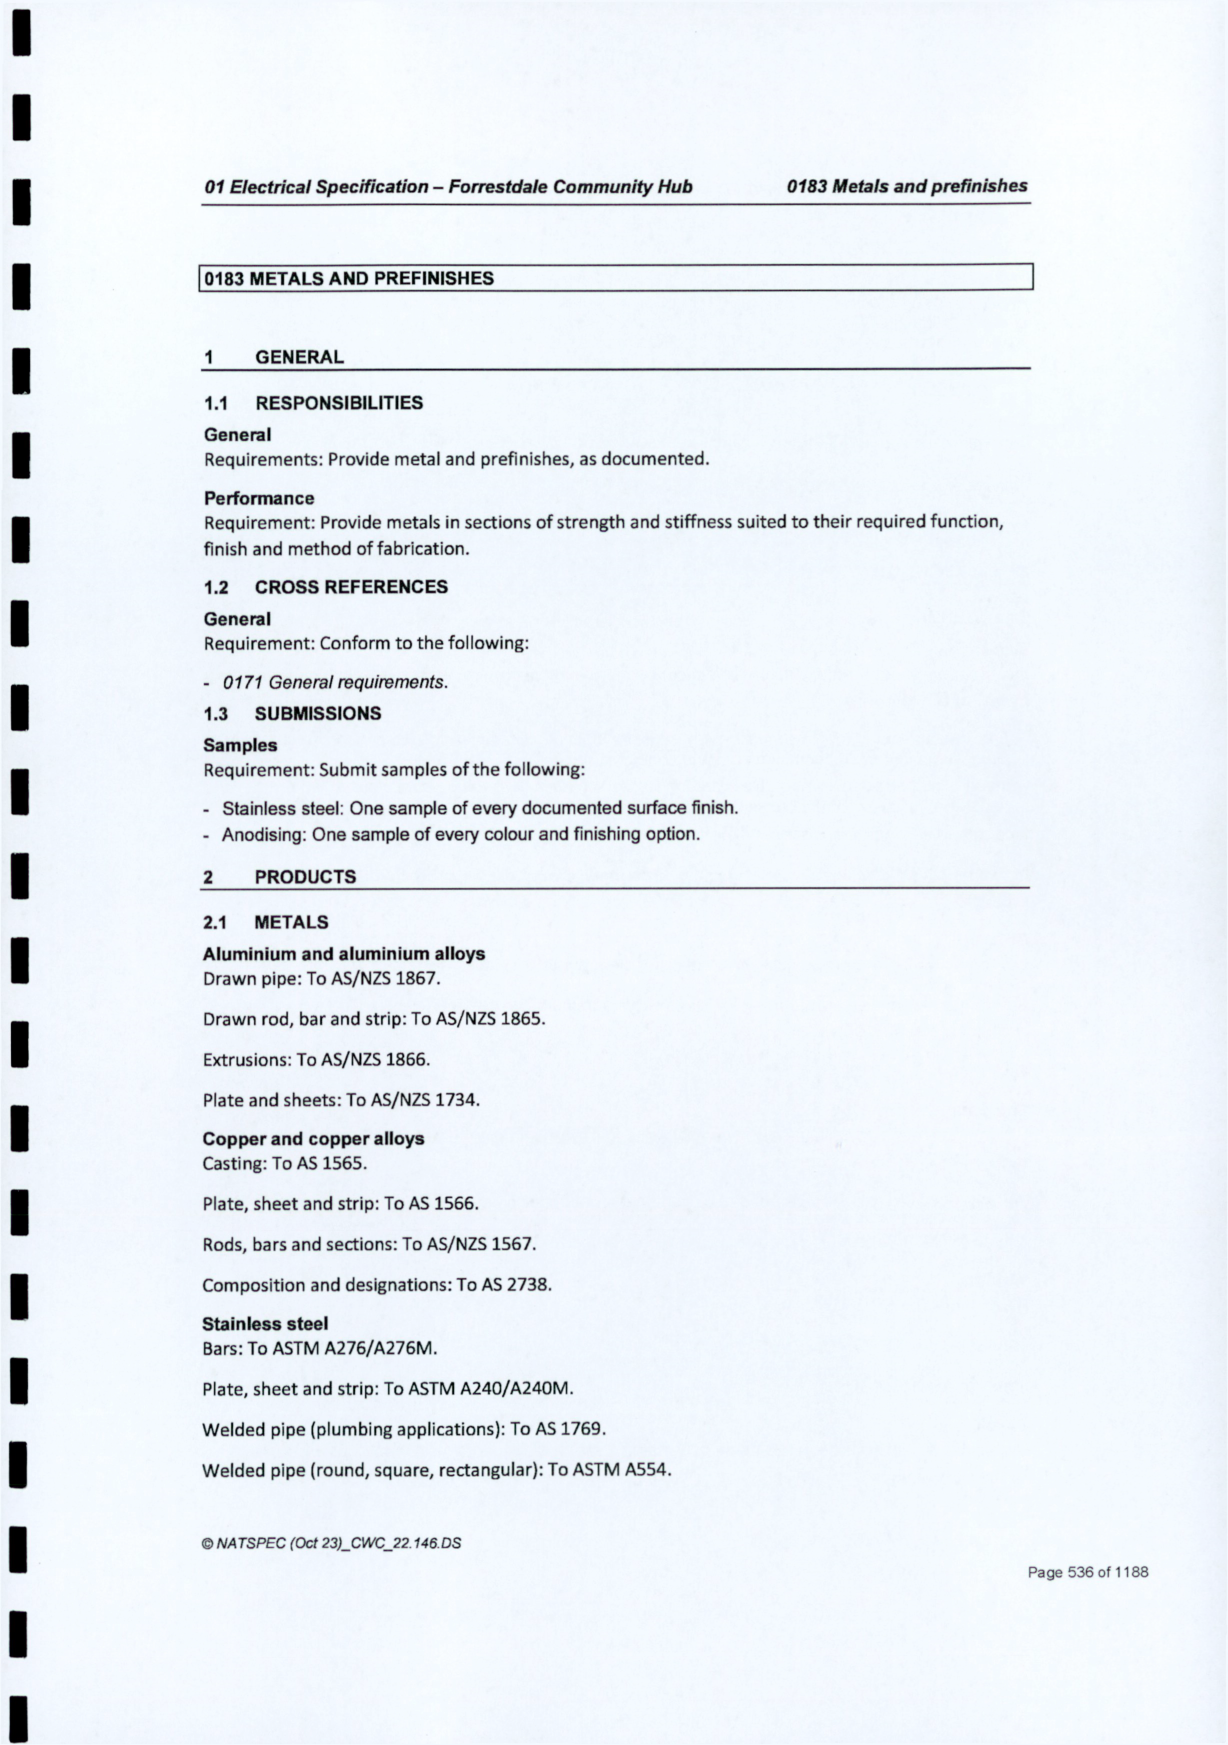 01 Electrical Specification – Forrestdale Community Hub 0183 Metals and prefinishes
0183 METALS AND PREFINISHES
1 GENERAL
1.1 RESPONSIBILITIES
General
Requirements: Provide metal and prefinishes, as documented.
Performance
Requirement: Provide metals in sections of strength and stiffness suited to their required function,
finish and method of fabrication.
1.2 CROSS REFERENCES
General
Requirement: Conform to the following:
- 0171 General requirements.
1.3 SUBMISSIONS
Samples
Requirement: Submit samples of the following:
- Stainless steel: One sample of every documented surface finish.
- Anodising: One sample of every colour and finishing option.
2 PRODUCTS
2.1 METALS
Aluminium and aluminium alloys
Drawn pipe: To AS/NZS 1867.
Drawn rod, bar and strip: To AS/NZS 1865.
Extrusions: To AS/NZS 1866.
Plate and sheets: To AS/NZS 1734.
Copper and copper alloys
Casting: To AS 1565.
Plate, sheet and strip: To AS 1566.
Rods, bars and sections: To AS/NZS 1567.
Composition and designations: To AS 2738.
Stainless steel
Bars: To ASTM A276/A276M.
Plate, sheet and strip: To ASTM A240/A240M.
Welded pipe (plumbing applications): To AS 1769.
Welded pipe (round, square, rectangular): To ASTM A554.
© NATSPEC (Oct 23)_CWC_22.146.DS
Page 536 of 1188